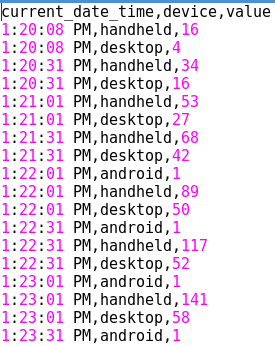 current_date_time,device,value
1:20:08 PM,handheld,16
1:20:08 PM,desktop,4
1:20:31 PM,handheld,34
1:20:31 PM,desktop,16
1:21:01 PM,handheld,53
1:21:01 PM,desktop,27
1:21:31 PM,handheld,68
1:21:31 PM,desktop,42
1:22:01 PM,android,1
1:22:01 PM,handheld,89
1:22:01 PM,desktop,50
1:22:31 PM,android,1
1:22:31 PM,handheld,117
1:22:31 PM,desktop,52
1:23:01 PM,android,1
1:23:01 PM,handheld,141
1:23:01 PM,desktop,58
1:23:31 PM,android,1